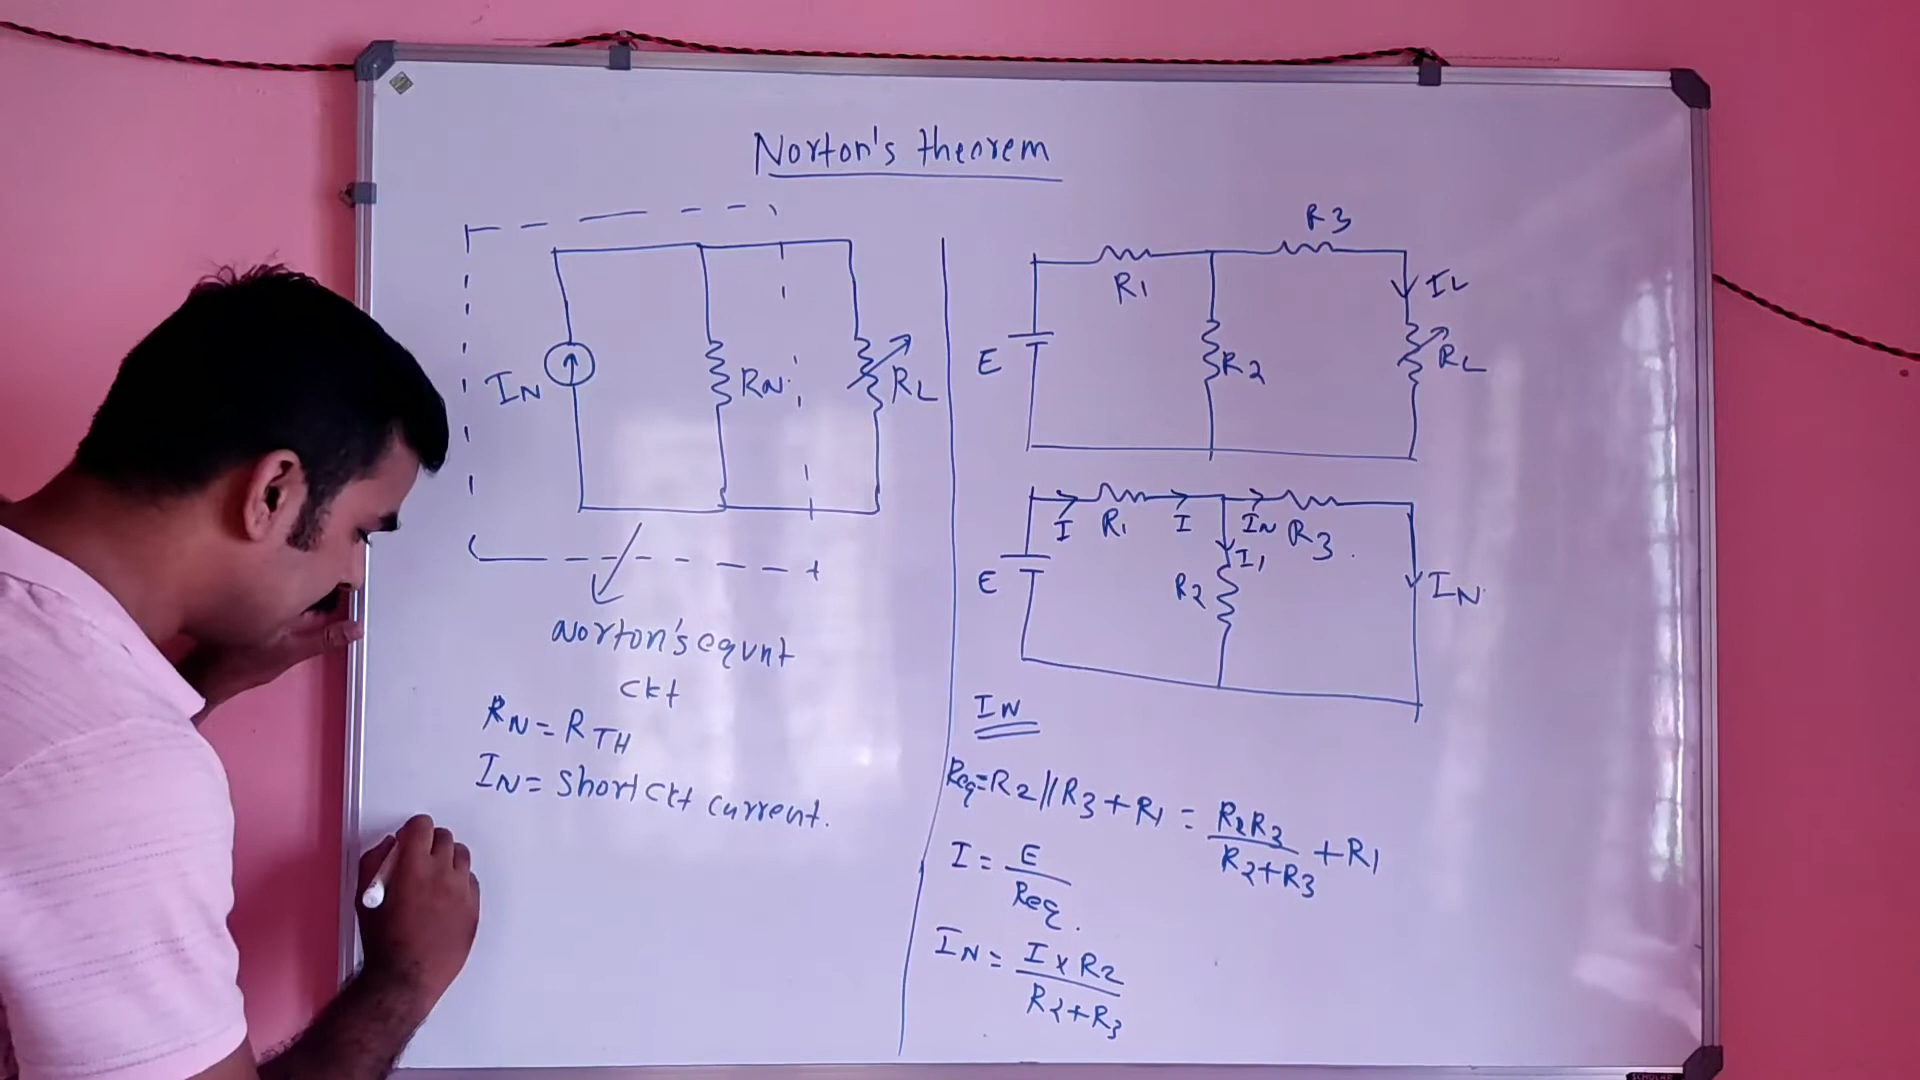 Norton's theorem
IN
RN
RL
Norton's eqvnt
ckt
RN = RTH
IN = short ckt current.
R3
R1
IL
E
R2
RL
I R1 I IN R3
I1
E
R2
IN
IN
Req = R2 || R3 + R1 = R2R3 / R2+R3 + R1
I = E / Req.
IN = I x R2 / R2+R3